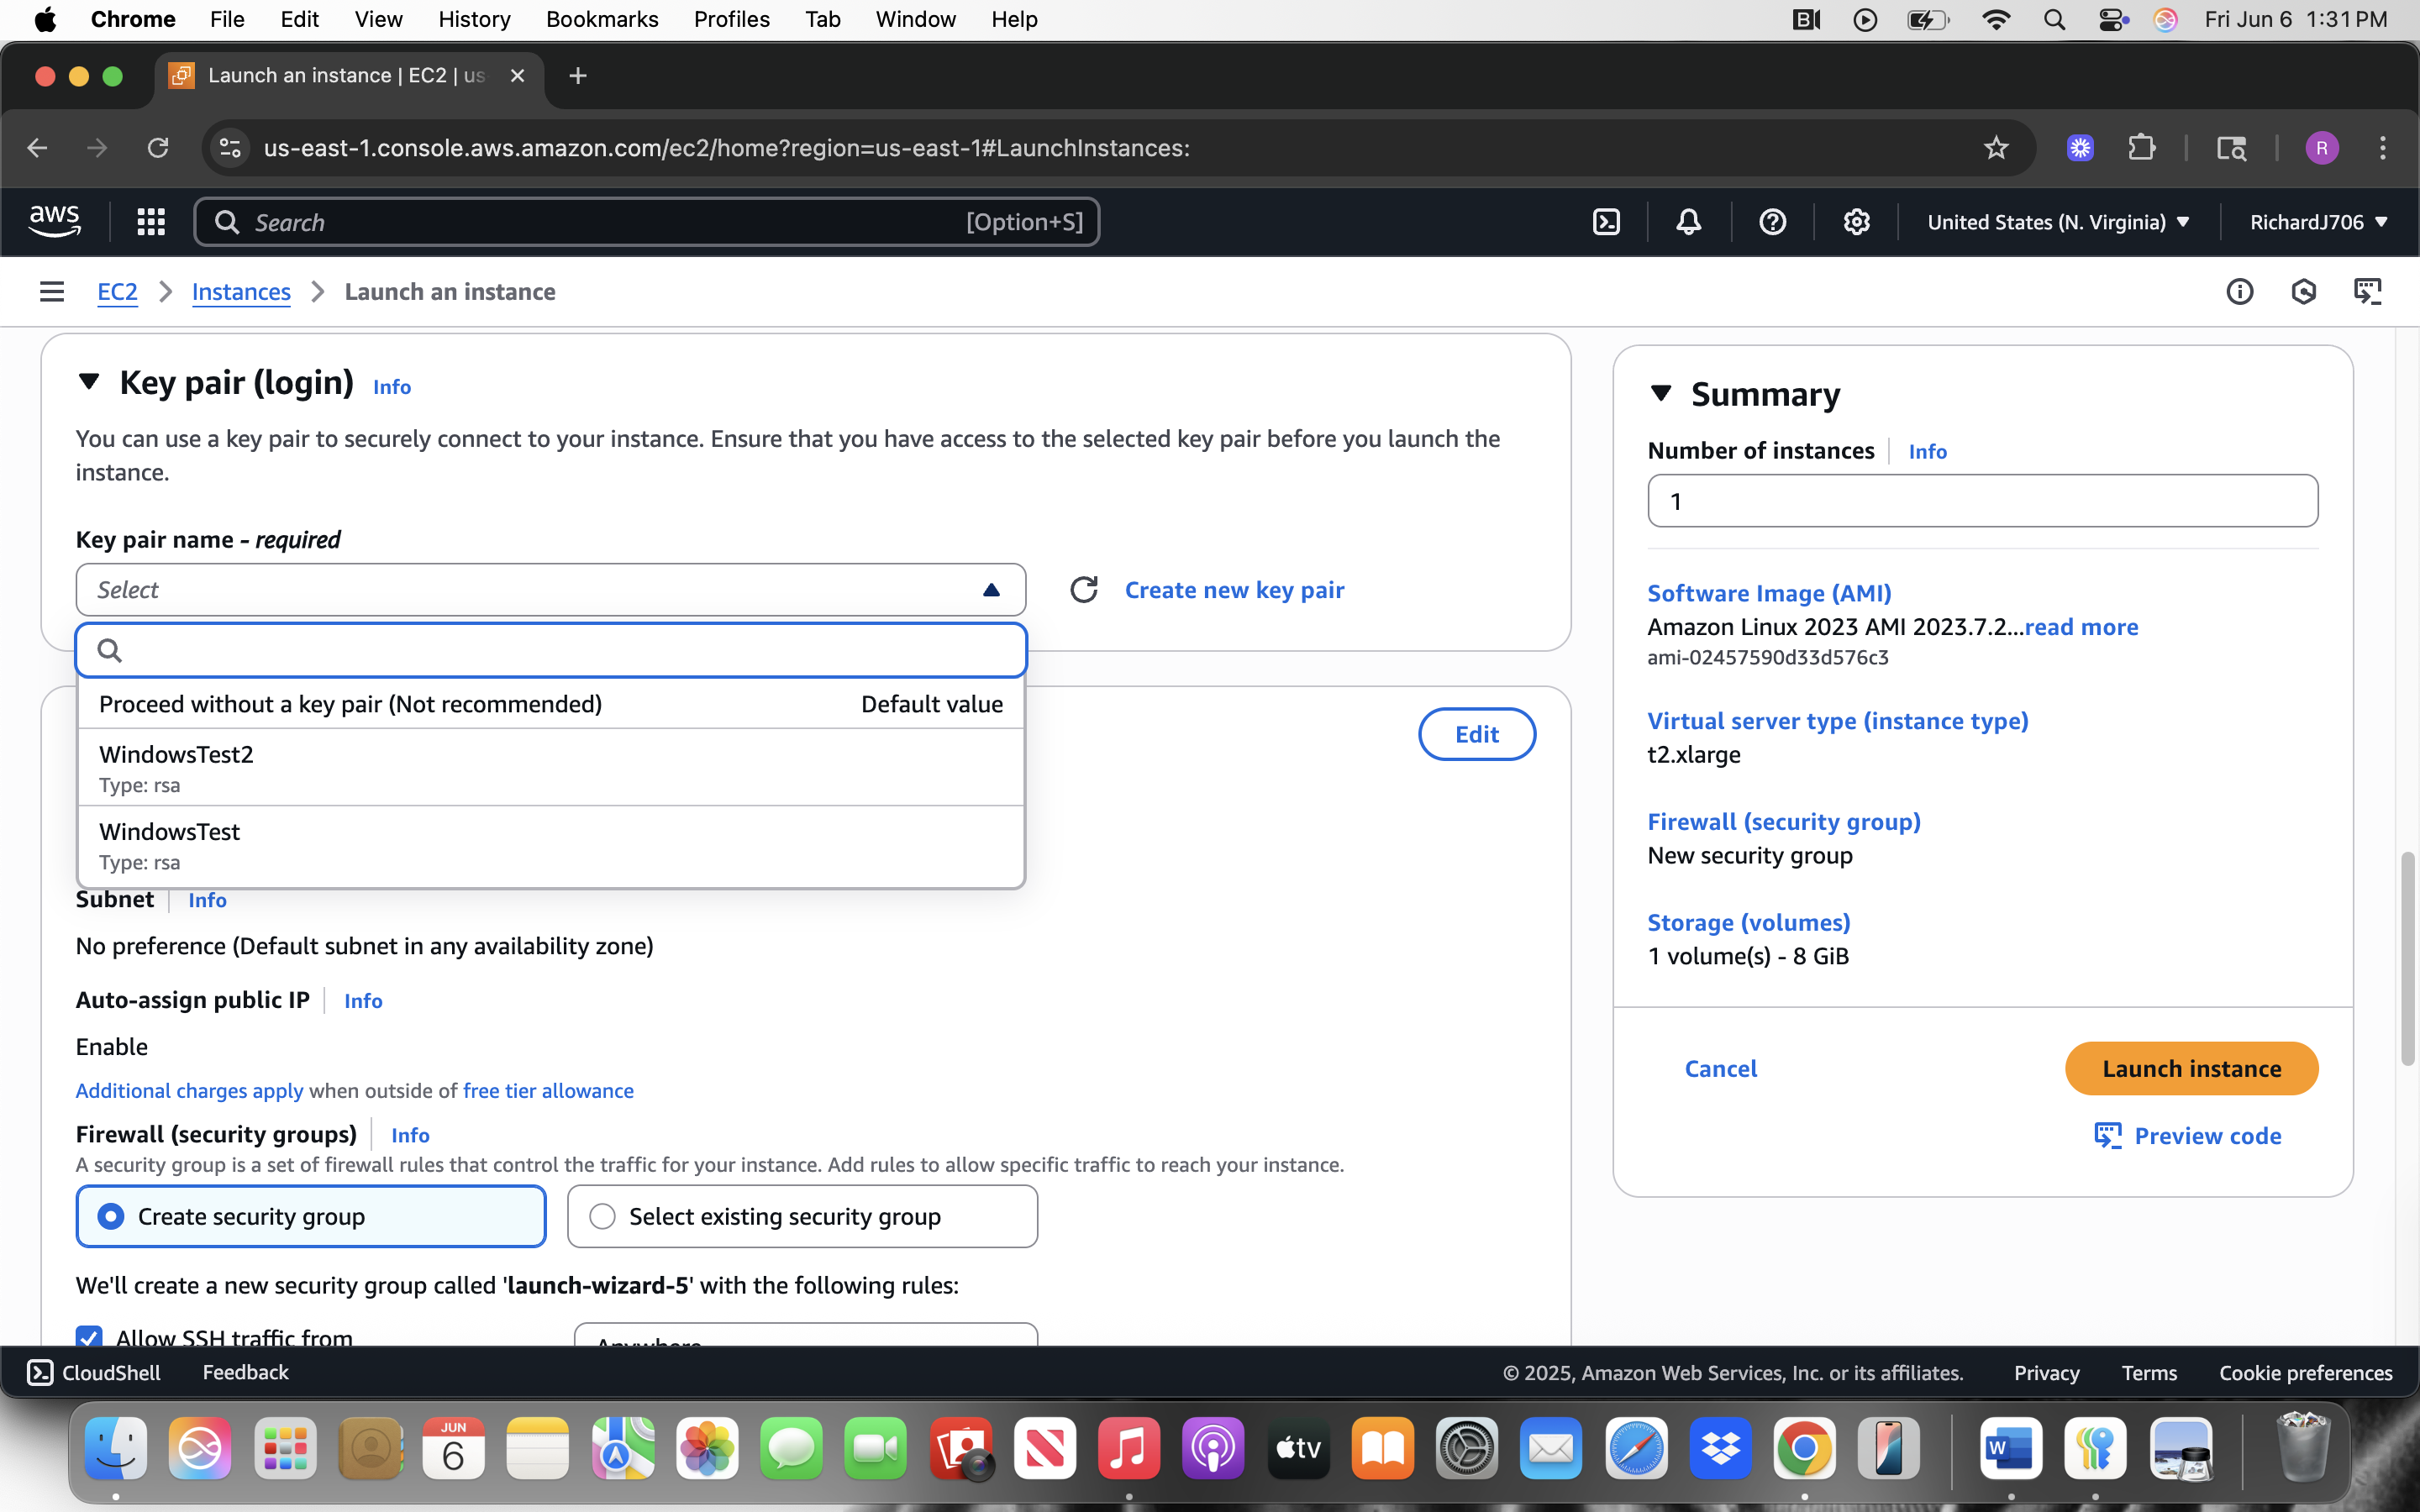 Chrome File Edit View History Bookmarks Profiles Tab Window Help Fri Jun 6 1:31 PM
Launch an instance | EC2 | us
us-east-1.console.aws.amazon.com/ec2/home?region=us-east-1#LaunchInstances:
R
aws
Search [Option+S]
United States (N. Virginia)
RichardJ706
EC2 Instances Launch an instance
Key pair (login) Info
You can use a key pair to securely connect to your instance. Ensure that you have access to the selected key pair before you launch the
instance.
Key pair name - required
Select
Create new key pair
Proceed without a key pair (Not recommended) Default value
WindowsTest2
Type: rsa
WindowsTest
Type: rsa
Edit
Subnet Info
No preference (Default subnet in any availability zone)
Auto-assign public IP Info
Enable
Additional charges apply when outside of free tier allowance
Firewall (security groups) Info
A security group is a set of firewall rules that control the traffic for your instance. Add rules to allow specific traffic to reach your instance.
Create security group
Select existing security group
We'll create a new security group called 'launch-wizard-5' with the following rules:
Allow SSH traffic from
Anywhere
Summary
Number of instances Info
1
Software Image (AMI)
Amazon Linux 2023 AMI 2023.7.2...read more
ami-02457590d33d576c3
Virtual server type (instance type)
t2.xlarge
Firewall (security group)
New security group
Storage (volumes)
1 volume(s) - 8 GiB
Cancel
Launch instance
Preview code
CloudShell Feedback © 2025, Amazon Web Services, Inc. or its affiliates. Privacy Terms Cookie preferences
JUN
6
tv
W